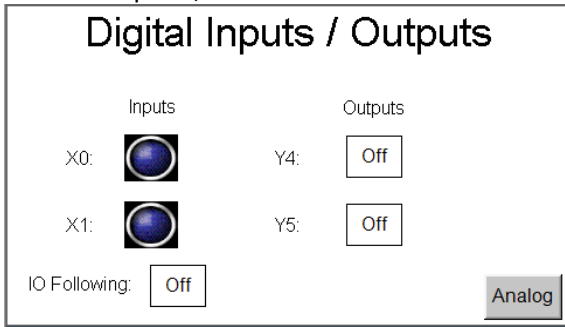 Digital Inputs / Outputs
Inputs Outputs
X0: Y4: Off
X1: Y5: Off
IO Following: Off
Analog